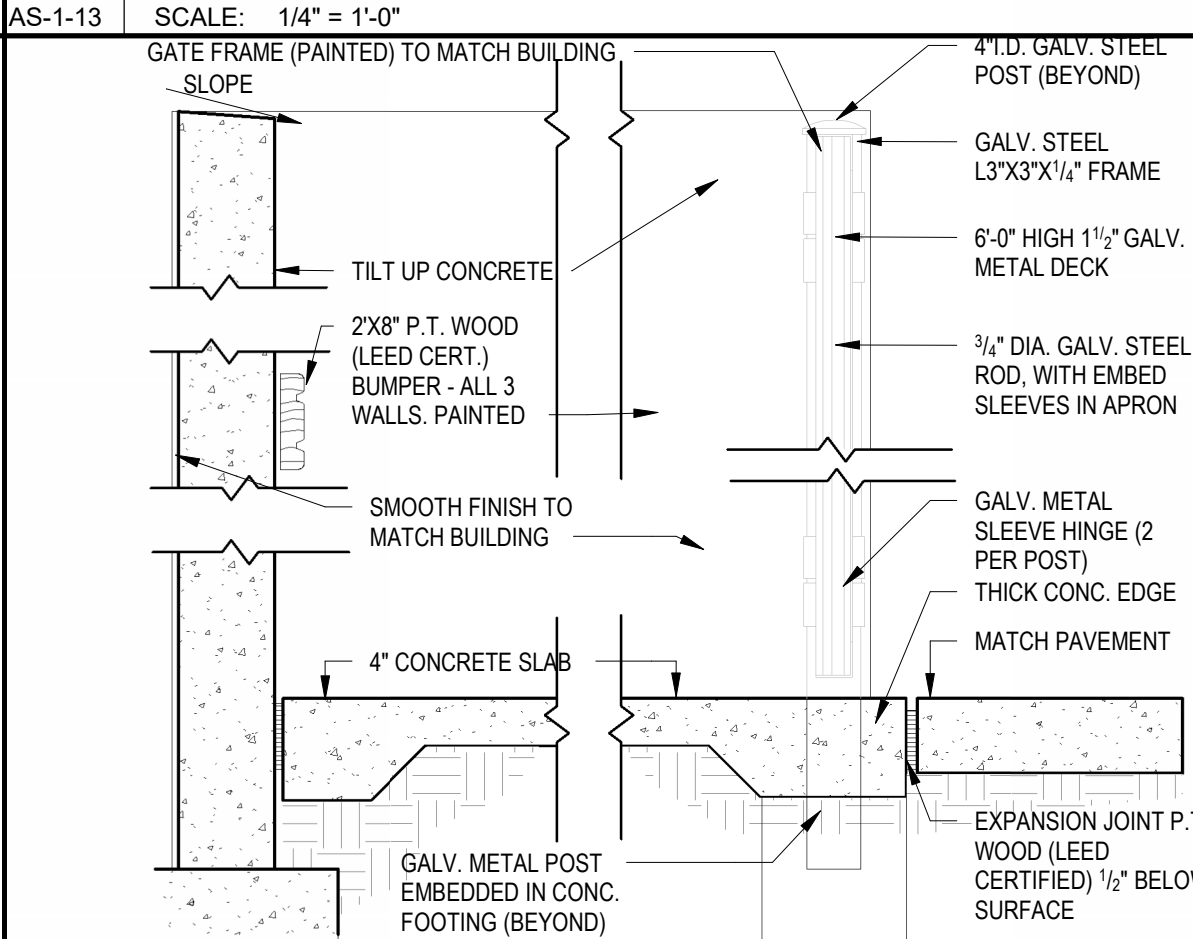 AS-1-13 SCALE: 1/4" = 1'-0"
GATE FRAME (PAINTED) TO MATCH BUILDING
SLOPE
TILT UP CONCRETE
2'X8" P.T. WOOD
(LEED CERT.)
BUMPER - ALL 3
WALLS. PAINTED
SMOOTH FINISH TO
MATCH BUILDING
4" CONCRETE SLAB
GALV. METAL POST
EMBEDDED IN CONC.
FOOTING (BEYOND)
4"I.D. GALV. STEEL
POST (BEYOND)
GALV. STEEL
L3"X3"X1/4" FRAME
6'-0" HIGH 1 1/2" GALV.
METAL DECK
3/4" DIA. GALV. STEEL
ROD, WITH EMBED
SLEEVES IN APRON
GALV. METAL
SLEEVE HINGE (2
PER POST)
THICK CONC. EDGE
MATCH PAVEMENT
EXPANSION JOINT P.T
WOOD (LEED
CERTIFIED) 1/2" BELOW
SURFACE